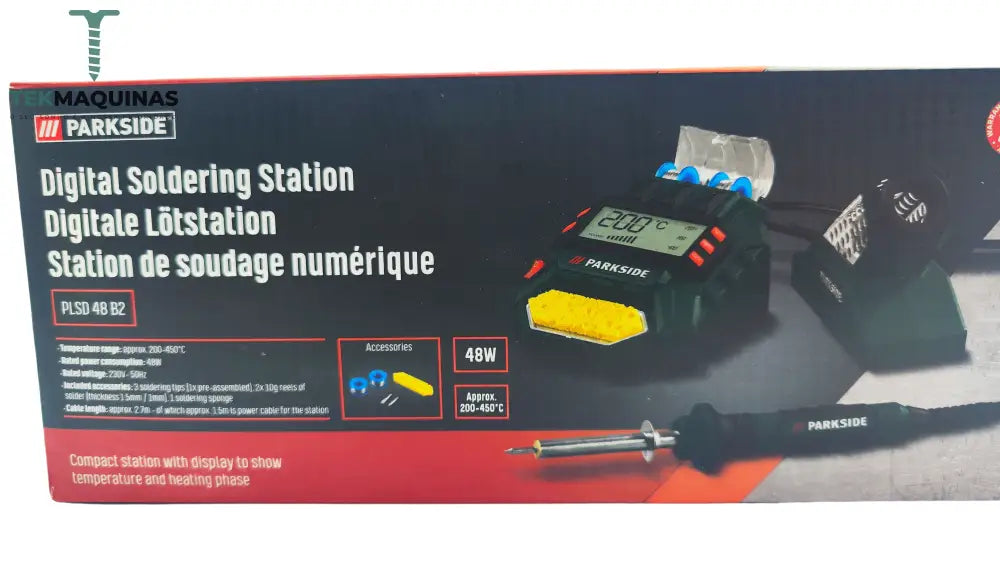 TEKMAQUINAS
/// PARKSIDE
Digital Soldering Station
Digitale Lötstation
Station de soudage numérique
PLSD 48 B2
· Temperature range: approx. 200-450°C
· Rated power consumption: 48W
· Rated voltage: 230V ~ 50Hz
· Included accessories: 3 soldering tips (1x pre-assembled), 2x 10g reels of
solder (thickness 1.5mm / 1mm), 1 soldering sponge
· Cable length: approx. 2.7m - of which approx. 1.5m is power cable for the station
Accessories
48W
Approx.
200-450°C
Compact station with display to show
temperature and heating phase
200°C
/// PARKSIDE
/// PARKSIDE